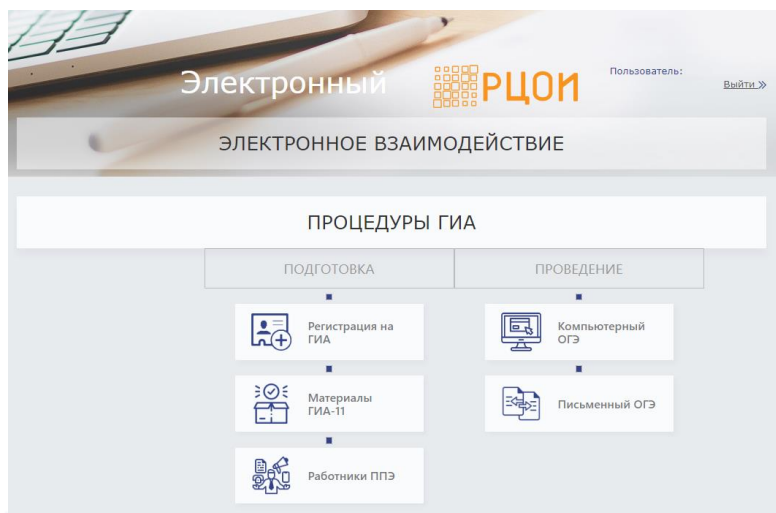 Электронный
РЦОИ
Пользователь:
Выйти »
ЭЛЕКТРОННОЕ ВЗАИМОДЕЙСТВИЕ
ПРОЦЕДУРЫ ГИА
ПОДГОТОВКА
ПРОВЕДЕНИЕ
Регистрация на
ГИА
Компьютерный
ОГЭ
Материалы
ГИА-11
Письменный ОГЭ
Работники ППЭ